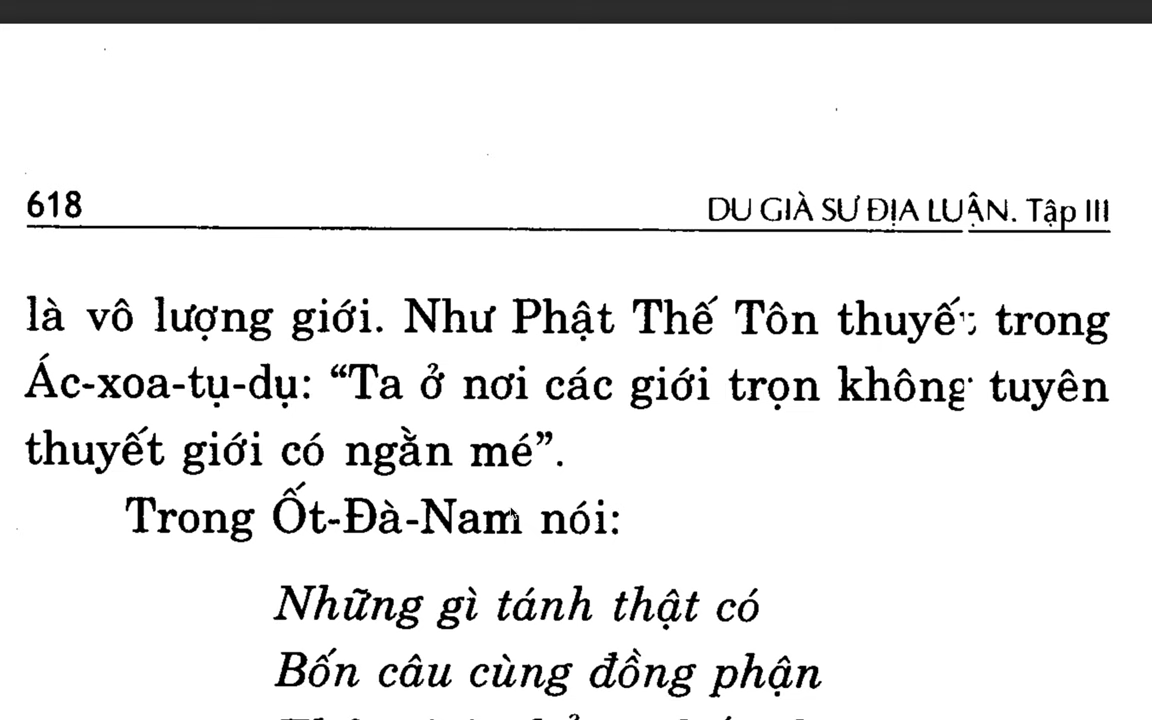 618
DU GIÀ SƯ ĐỊA LUẬN. Tập III
là vô lượng giới. Như Phật Thế Tôn thuyết trong
Ác-xoa-tụ-dụ: “Ta ở nơi các giới trọn không tuyên
thuyết giới có ngằn mé”.
Trong Ốt-Đà-Nam nói:
Những gì tánh thật có
Bốn câu cùng đồng phận